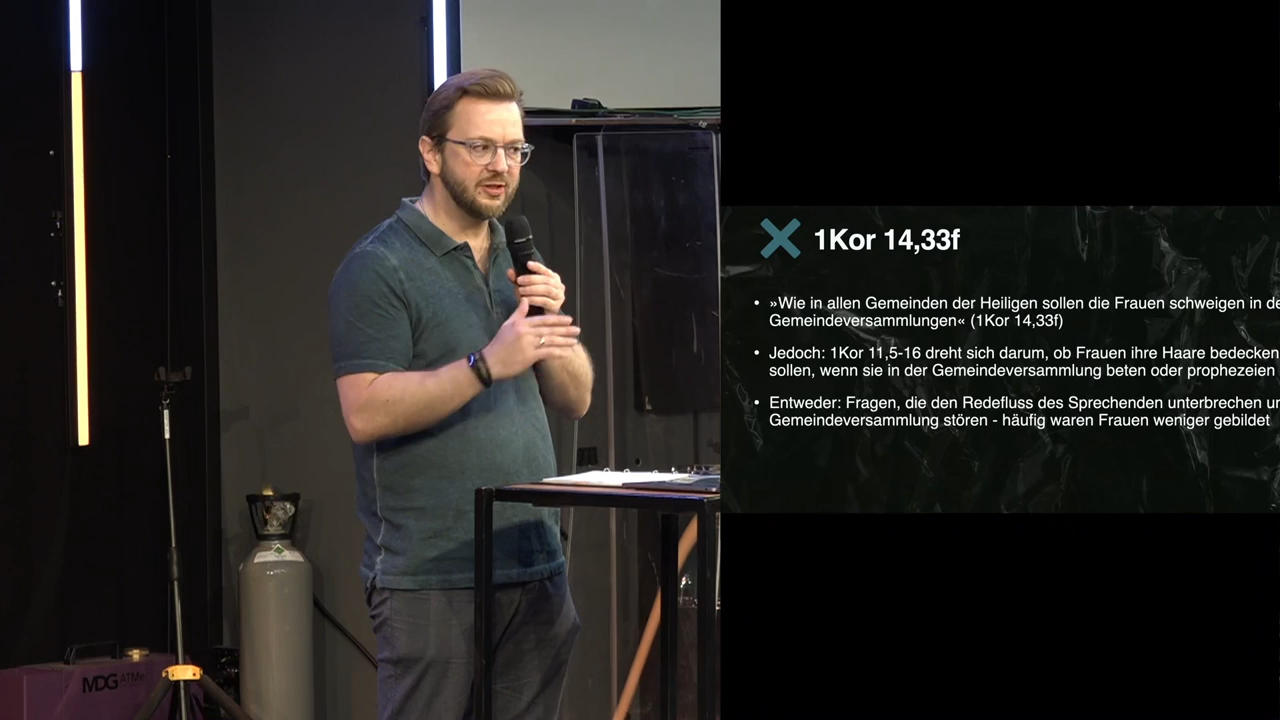 1Kor 14,33f
• »Wie in allen Gemeinden der Heiligen sollen die Frauen schweigen in de
Gemeindeversammlungen« (1Kor 14,33f)
• Jedoch: 1Kor 11,5-16 dreht sich darum, ob Frauen ihre Haare bedecken
sollen, wenn sie in der Gemeindeversammlung beten oder prophezeien
• Entweder: Fragen, die den Redefluss des Sprechenden unterbrechen un
Gemeindeversammlung stören - häufig waren Frauen weniger gebildet
MDG ATMe